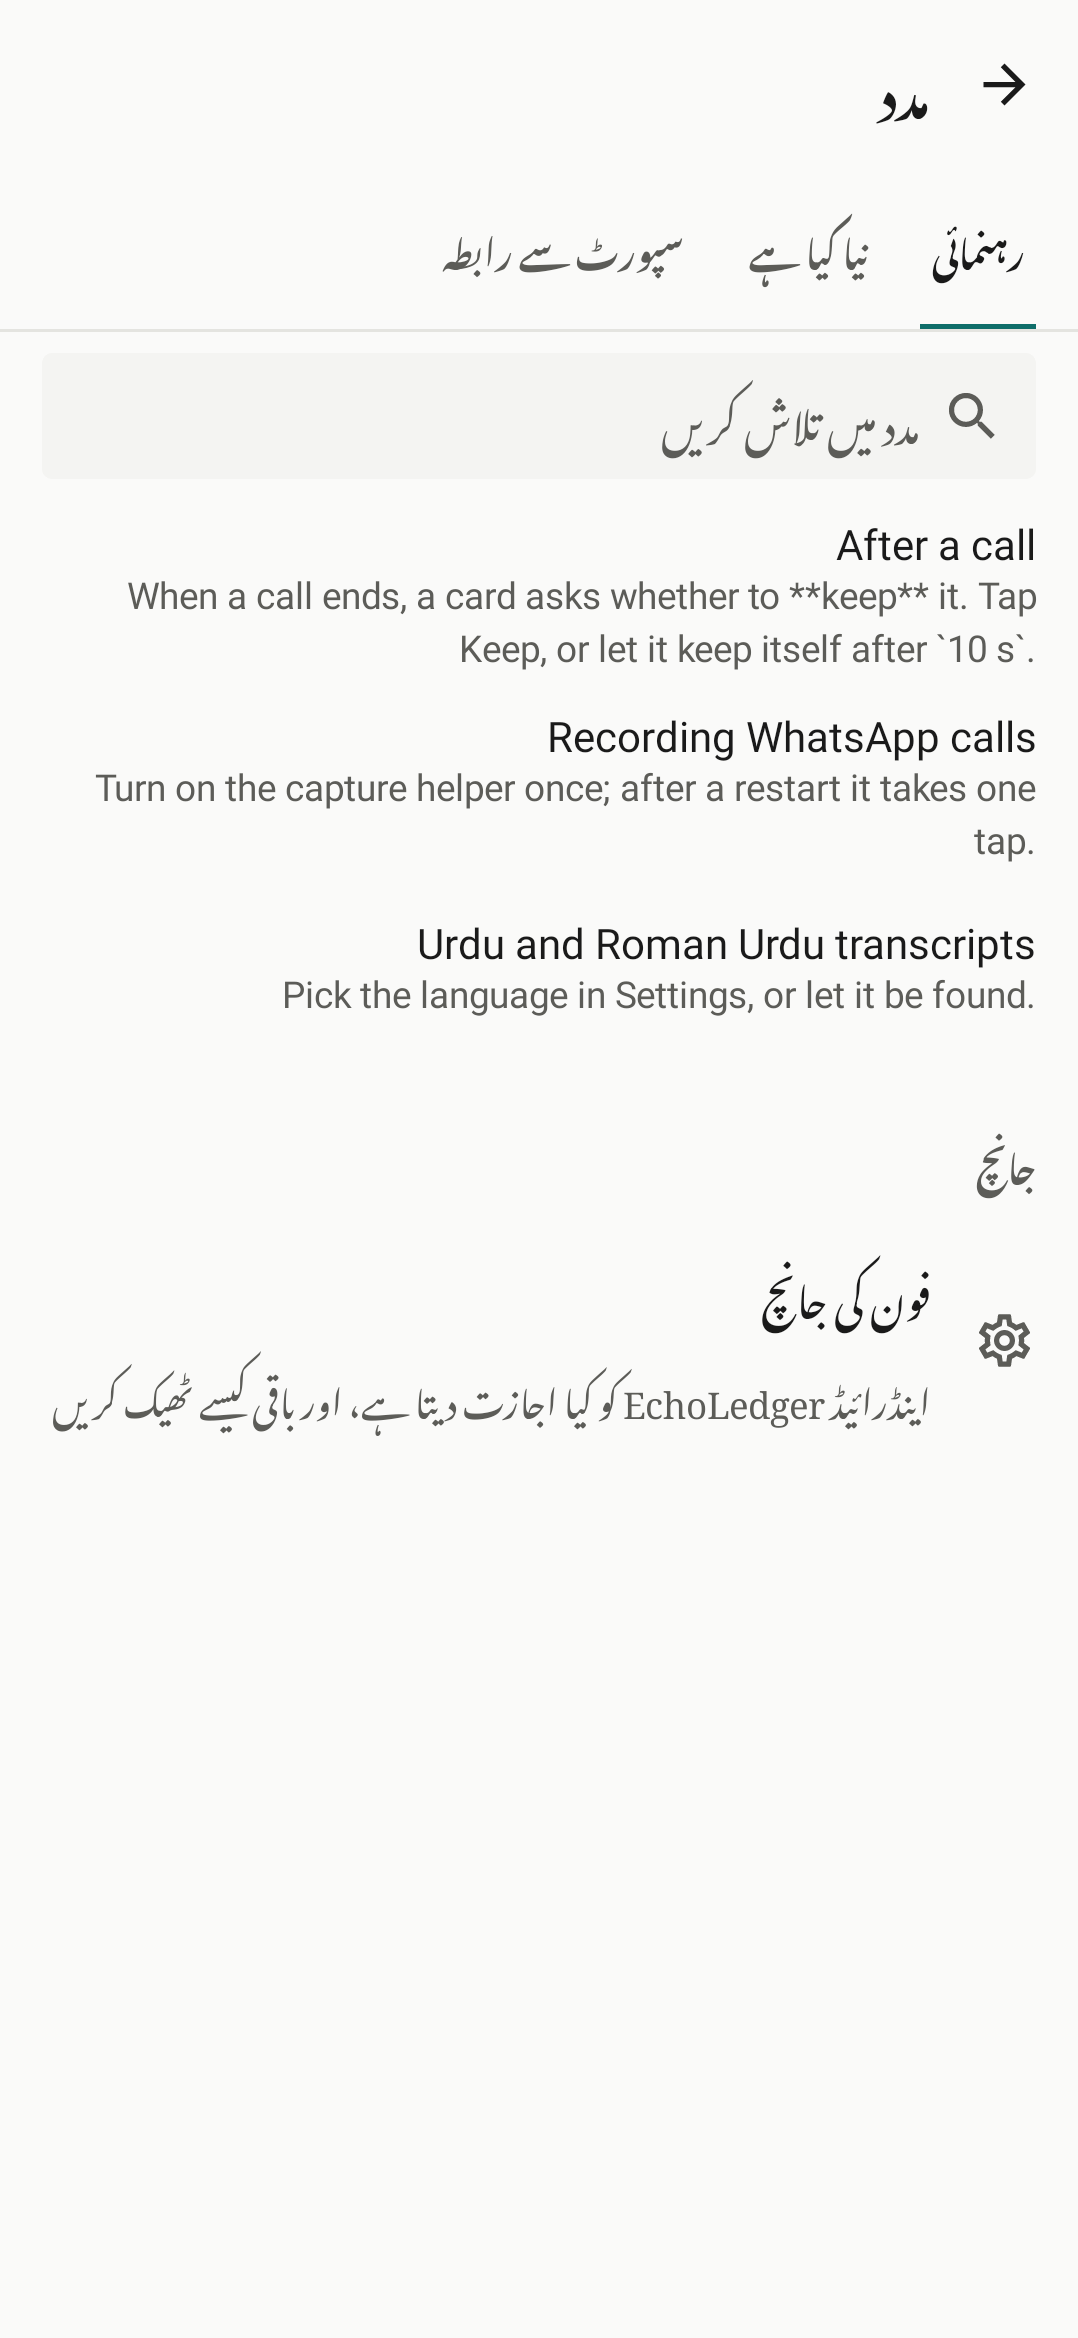 مدد
رہنمائی
نیا کیا ہے
سپورٹ سے رابطہ
مدد میں تلاش کریں
After a call
When a call ends, a card asks whether to **keep** it. Tap
Keep, or let it keep itself after `10 s`.
Recording WhatsApp calls
Turn on the capture helper once; after a restart it takes one
tap.
Urdu and Roman Urdu transcripts
Pick the language in Settings, or let it be found.
جانچ
فون کی جانچ
اینڈرائیڈ EchoLedger کو کیا اجازت دیتا ہے، اور باقی کیسے ٹھیک کریں